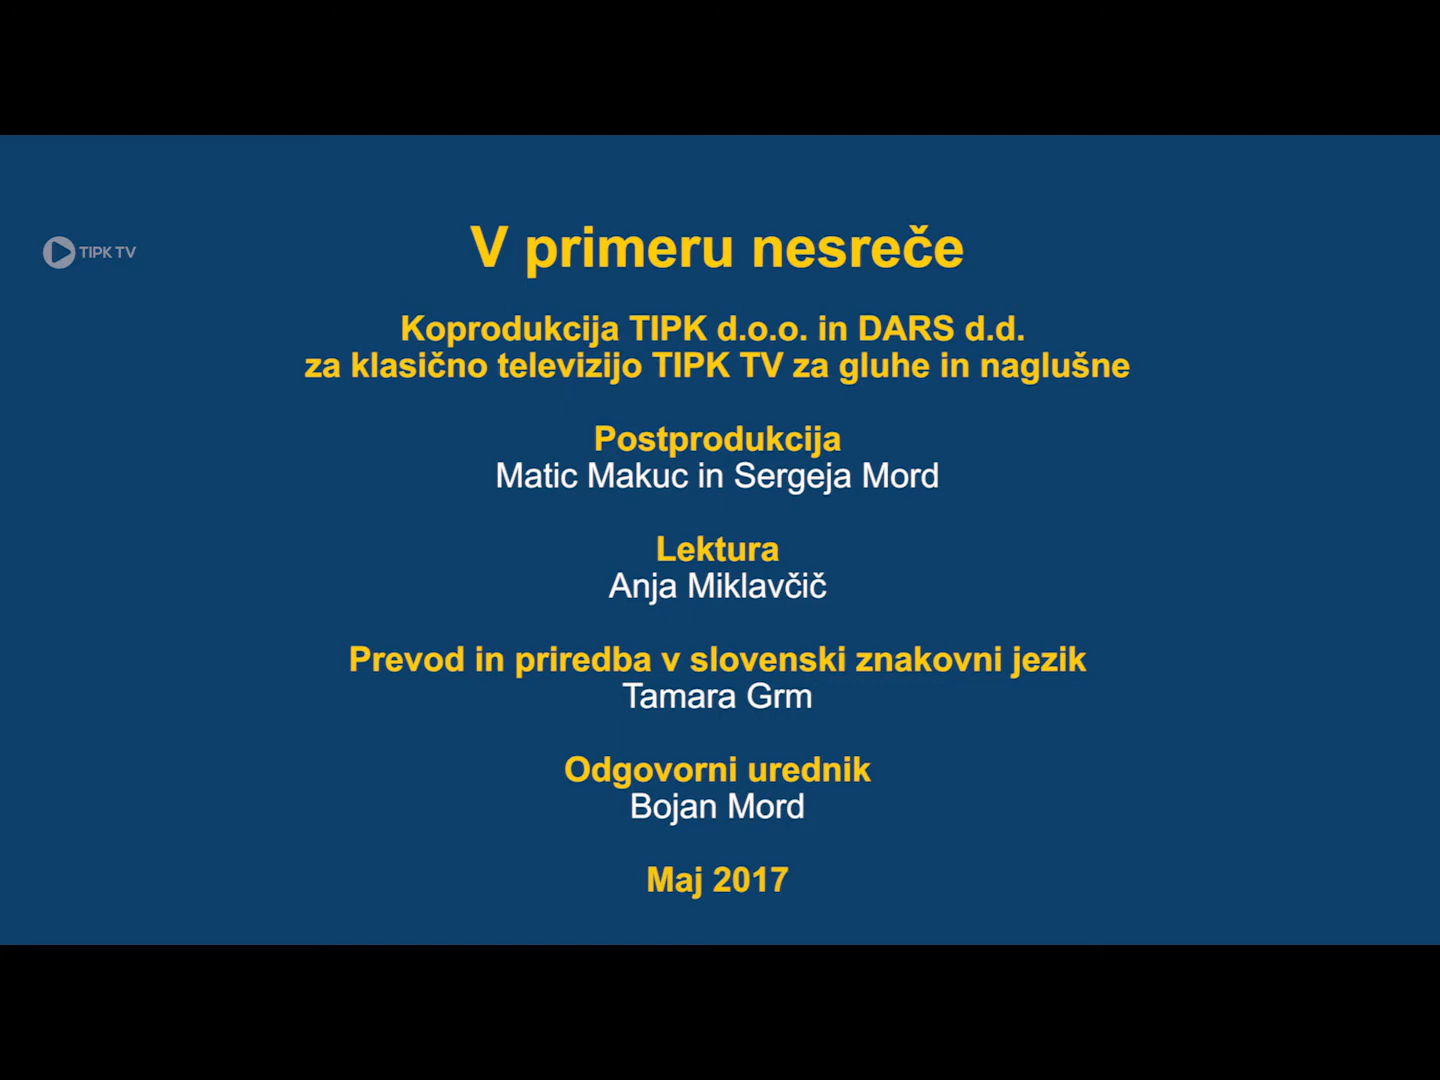 TIPK TV
V primeru nesreče
Koprodukcija TIPK d.o.o. in DARS d.d.
za klasično televizijo TIPK TV za gluhe in naglušne
Postprodukcija
Matic Makuc in Sergeja Mord
Lektura
Anja Miklavčič
Prevod in priredba v slovenski znakovni jezik
Tamara Grm
Odgovorni urednik
Bojan Mord
Maj 2017